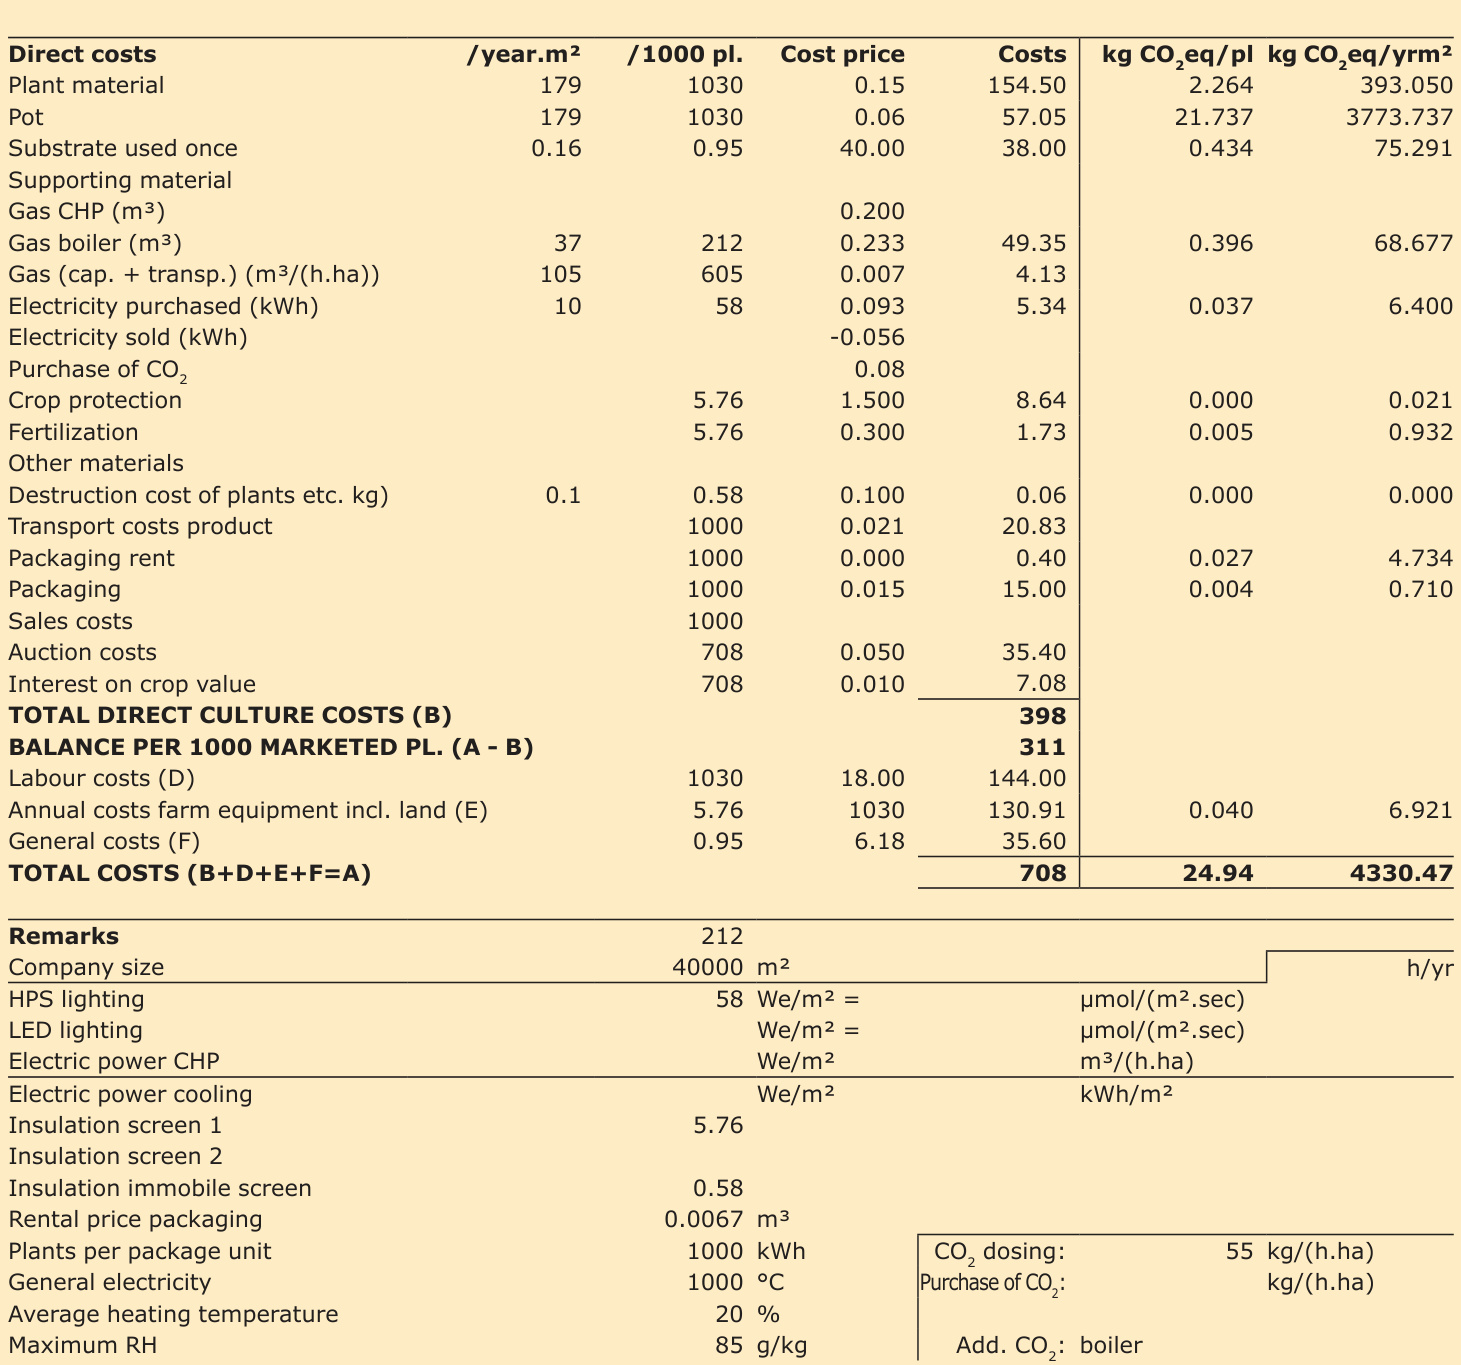 Direct costs /year.m² /1000 pl. Cost price Costs kg CO₂eq/pl kg CO₂eq/yrm²
Plant material 179 1030 0.15 154.50 2.264 393.050
Pot 179 1030 0.06 57.05 21.737 3773.737
Substrate used once 0.16 0.95 40.00 38.00 0.434 75.291
Supporting material
Gas CHP (m³) 0.200
Gas boiler (m³) 37 212 0.233 49.35 0.396 68.677
Gas (cap. + transp.) (m³/(h.ha)) 105 605 0.007 4.13
Electricity purchased (kWh) 10 58 0.093 5.34 0.037 6.400
Electricity sold (kWh) -0.056
Purchase of CO₂ 0.08
Crop protection 5.76 1.500 8.64 0.000 0.021
Fertilization 5.76 0.300 1.73 0.005 0.932
Other materials
Destruction cost of plants etc. kg) 0.1 0.58 0.100 0.06 0.000 0.000
Transport costs product 1000 0.021 20.83
Packaging rent 1000 0.000 0.40 0.027 4.734
Packaging 1000 0.015 15.00 0.004 0.710
Sales costs 1000
Auction costs 708 0.050 35.40
Interest on crop value 708 0.010 7.08
TOTAL DIRECT CULTURE COSTS (B) 398
BALANCE PER 1000 MARKETED PL. (A - B) 311
Labour costs (D) 1030 18.00 144.00
Annual costs farm equipment incl. land (E) 5.76 1030 130.91 0.040 6.921
General costs (F) 0.95 6.18 35.60
TOTAL COSTS (B+D+E+F=A) 708 24.94 4330.47
Remarks 212
Company size 40000 m² h/yr
HPS lighting 58 We/m² = µmol/(m².sec)
LED lighting We/m² = µmol/(m².sec)
Electric power CHP We/m² m³/(h.ha)
Electric power cooling We/m² kWh/m²
Insulation screen 1 5.76
Insulation screen 2
Insulation immobile screen 0.58
Rental price packaging 0.0067 m³
Plants per package unit 1000 kWh CO₂ dosing: 55 kg/(h.ha)
General electricity 1000 °C Purchase of CO₂: kg/(h.ha)
Average heating temperature 20 %
Maximum RH 85 g/kg Add. CO₂: boiler